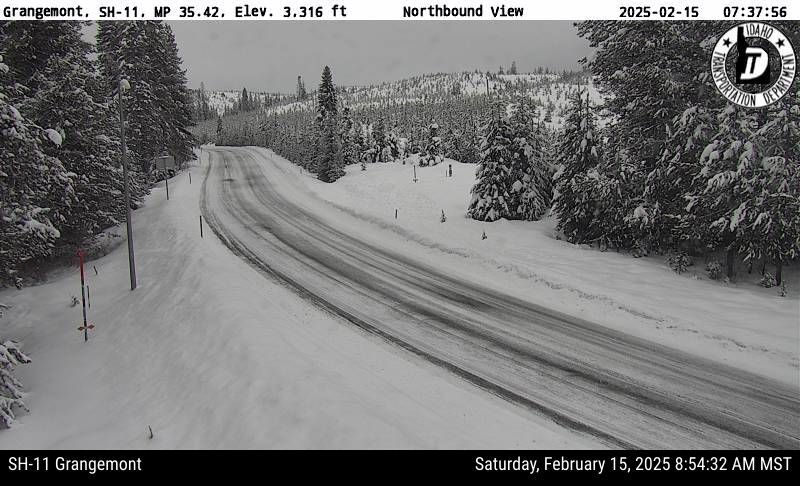 Grangemont, SH-11, MP 35.42, Elev. 3,316 ft Northbound View 2025-02-15 07:37:56
IDAHO
TRANSPORTATION DEPARTMENT
SH-11 Grangemont Saturday, February 15, 2025 8:54:32 AM MST